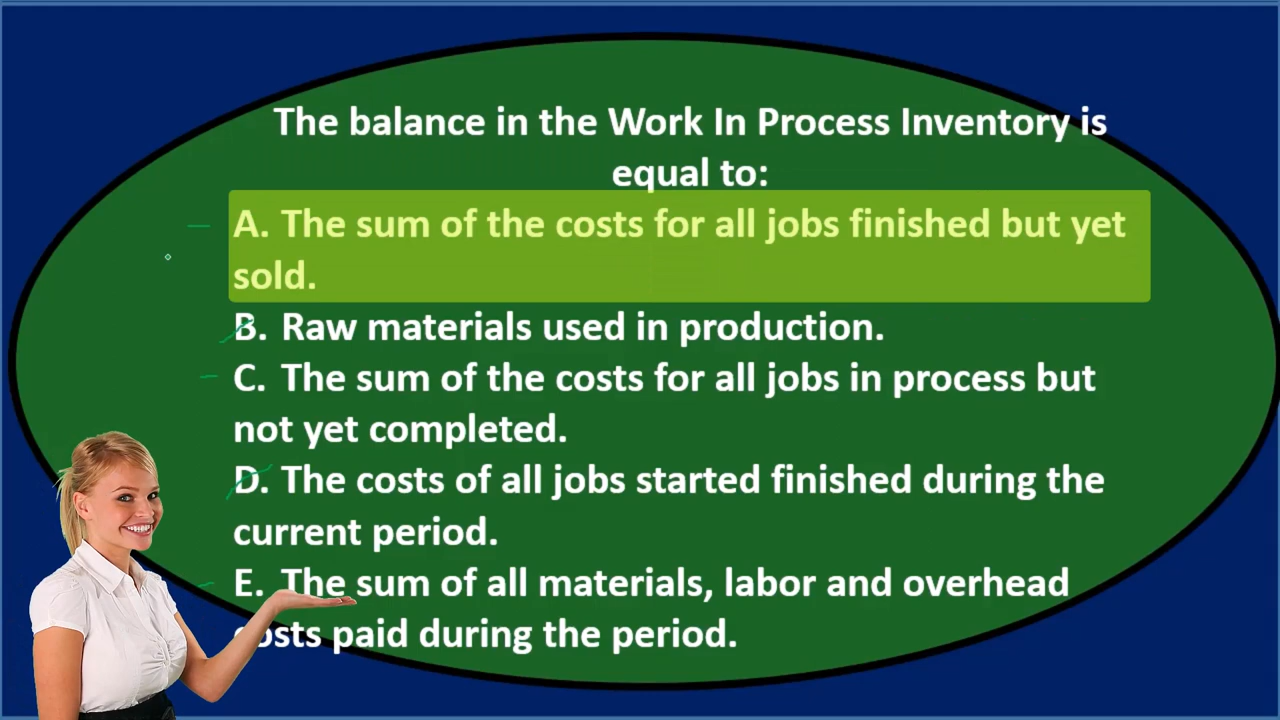 The balance in the Work In Process Inventory is
equal to:
A. The sum of the costs for all jobs finished but yet
sold.
B. Raw materials used in production.
C. The sum of the costs for all jobs in process but
not yet completed.
D. The costs of all jobs started finished during the
current period.
E. The sum of all materials, labor and overhead
costs paid during the period.